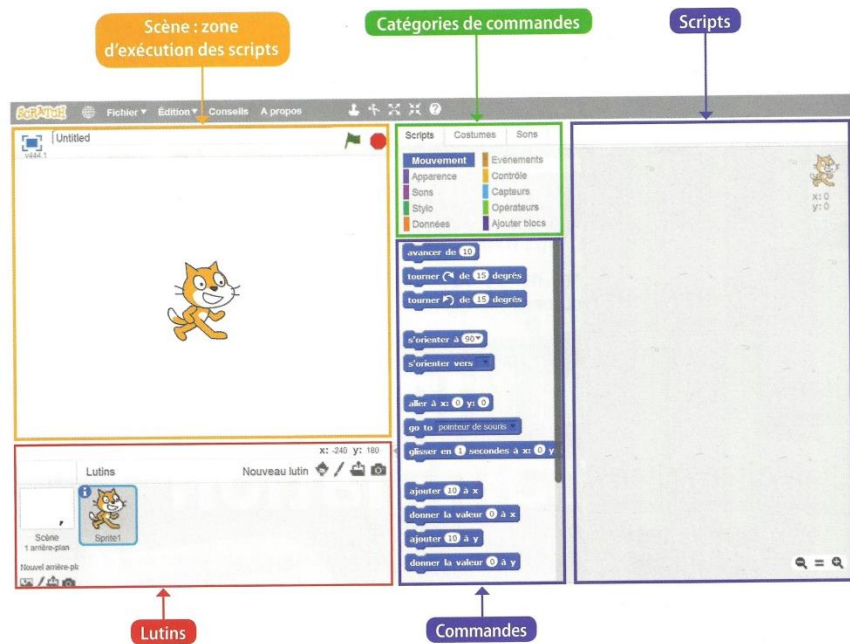 Scène : zone
d'exécution des scripts
Catégories de commandes
Scripts
SCRATCH
Fichier
Édition
Conseils
A propos
v444.1
Untitled
Scripts
Costumes
Sons
Mouvement
Evénements
Apparence
Contrôle
Sons
Capteurs
Stylo
Opérateurs
Données
Ajouter blocs
x: 0
y: 0
avancer de 10
tourner de 15 degrés
tourner de 15 degrés
s'orienter à 90
s'orienter vers
aller à x: 0 y: 0
go to pointeur de souris
glisser en 1 secondes à x: 0 y
ajouter 10 à x
donner la valeur 0 à x
ajouter 10 à y
donner la valeur 0 à y
x: -240 y: 180
Lutins
Nouveau lutin
Scène
1 arrière-plan
Sprite1
Nouvel arrière-pl
Lutins
Commandes